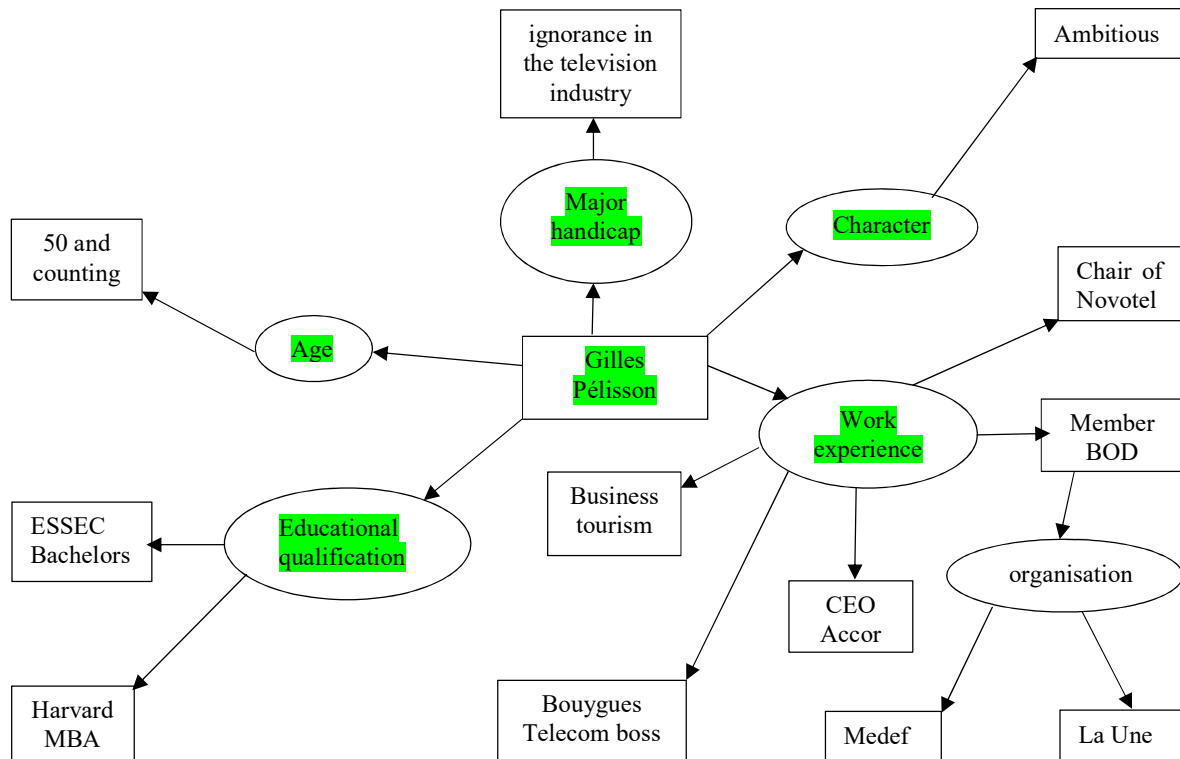 ignorance in
the television
industry
Ambitious
Major
handicap
Character
50 and
counting
Chair of
Novotel
Age
Gilles
Pélisson
Work
experience
Member
BOD
Business
tourism
ESSEC
Bachelors
Educational
qualification
organisation
CEO
Accor
Harvard
MBA
Bouygues
Telecom boss
Medef
La Une